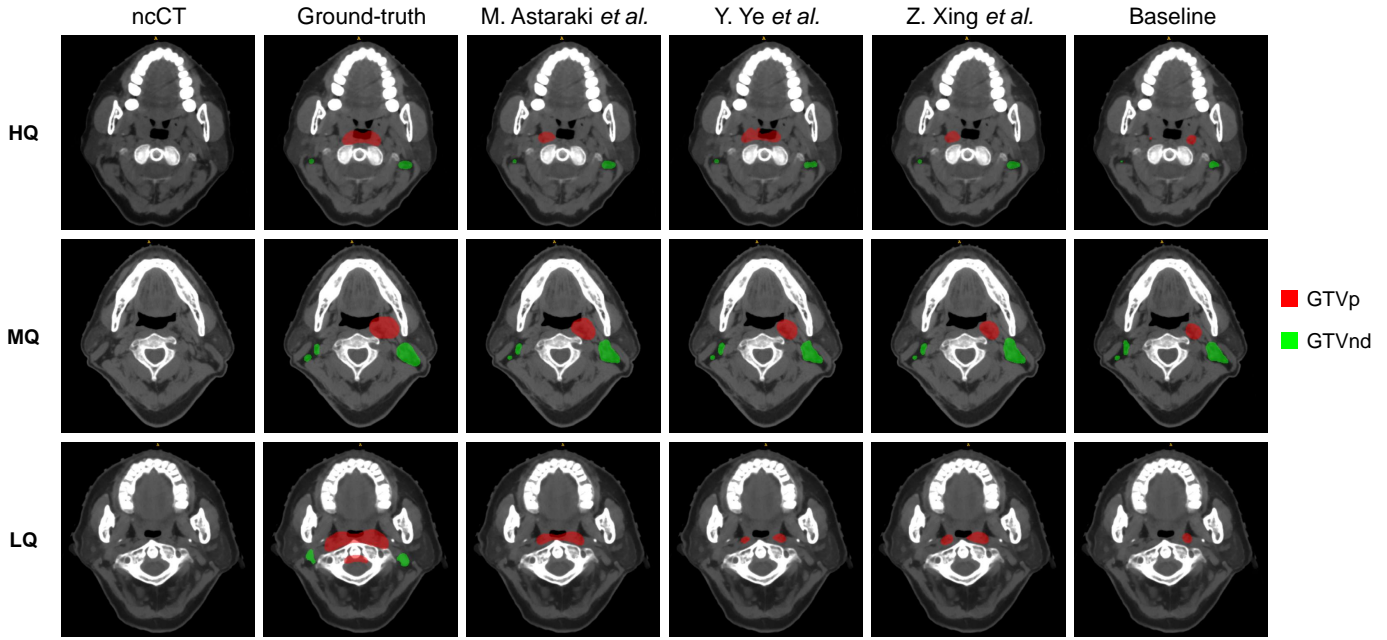 ncCT
Ground-truth
M. Astaraki et al.
Y. Ye et al.
Z. Xing et al.
Baseline
HQ
MQ
LQ
GTVp
GTVnd